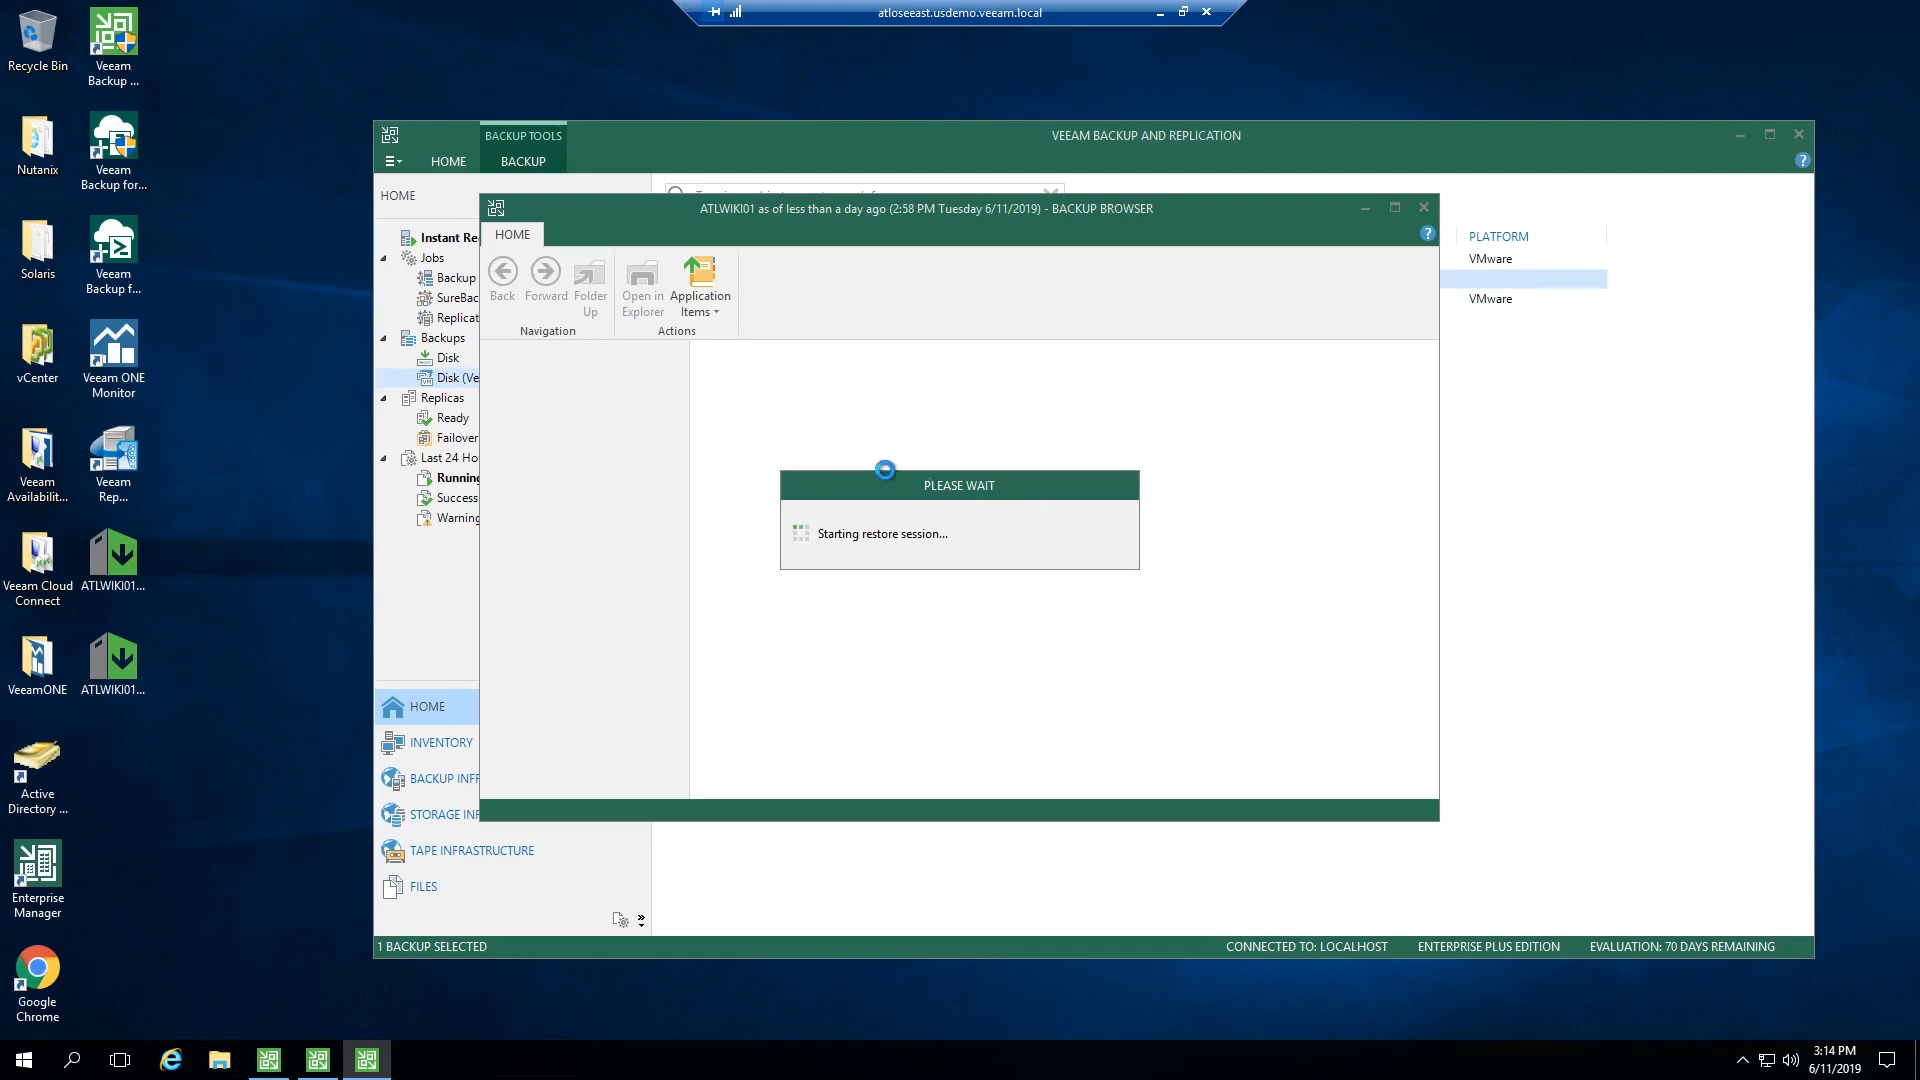 atloseeast.usdemo.veeam.local
Recycle Bin
Veeam
Backup ...
Nutanix
Veeam
Backup for...
Solaris
Veeam
Backup f...
vCenter
Veeam ONE
Monitor
Veeam
Availabilit...
Veeam
Rep...
Veeam Cloud
Connect
ATLWIKI01...
VeeamONE
ATLWIKI01...
Active
Directory ...
Enterprise
Manager
Google
Chrome
BACKUP TOOLS
VEEAM BACKUP AND REPLICATION
HOME
BACKUP
HOME
Instant Re
Jobs
Backup
SureBac
Replicat
Backups
Disk
Disk (Ve
Replicas
Ready
Failover
Last 24 Ho
Running
Success
Warning
HOME
INVENTORY
BACKUP INF
STORAGE INF
TAPE INFRASTRUCTURE
FILES
PLATFORM
VMware
VMware
ATLWIKI01 as of less than a day ago (2:58 PM Tuesday 6/11/2019) - BACKUP BROWSER
HOME
Back
Forward
Folder
Up
Open in
Explorer
Application
Items
Navigation
Actions
PLEASE WAIT
Starting restore session...
1 BACKUP SELECTED
CONNECTED TO: LOCALHOST
ENTERPRISE PLUS EDITION
EVALUATION: 70 DAYS REMAINING
3:14 PM
6/11/2019